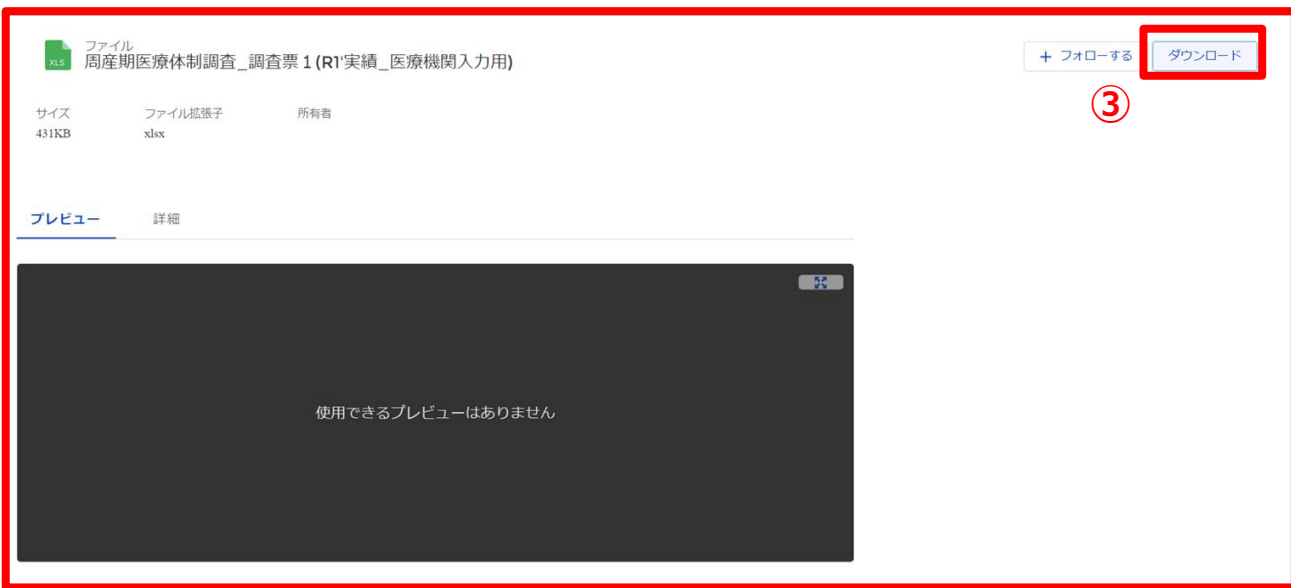 ファイル
XLS
周産期医療体制調査_調査票１(R1'実績_医療機関入力用)
+ フォローする
ダウンロード
③
サイズ ファイル拡張子 所有者
431KB xlsx
プレビュー 詳細
使用できるプレビューはありません